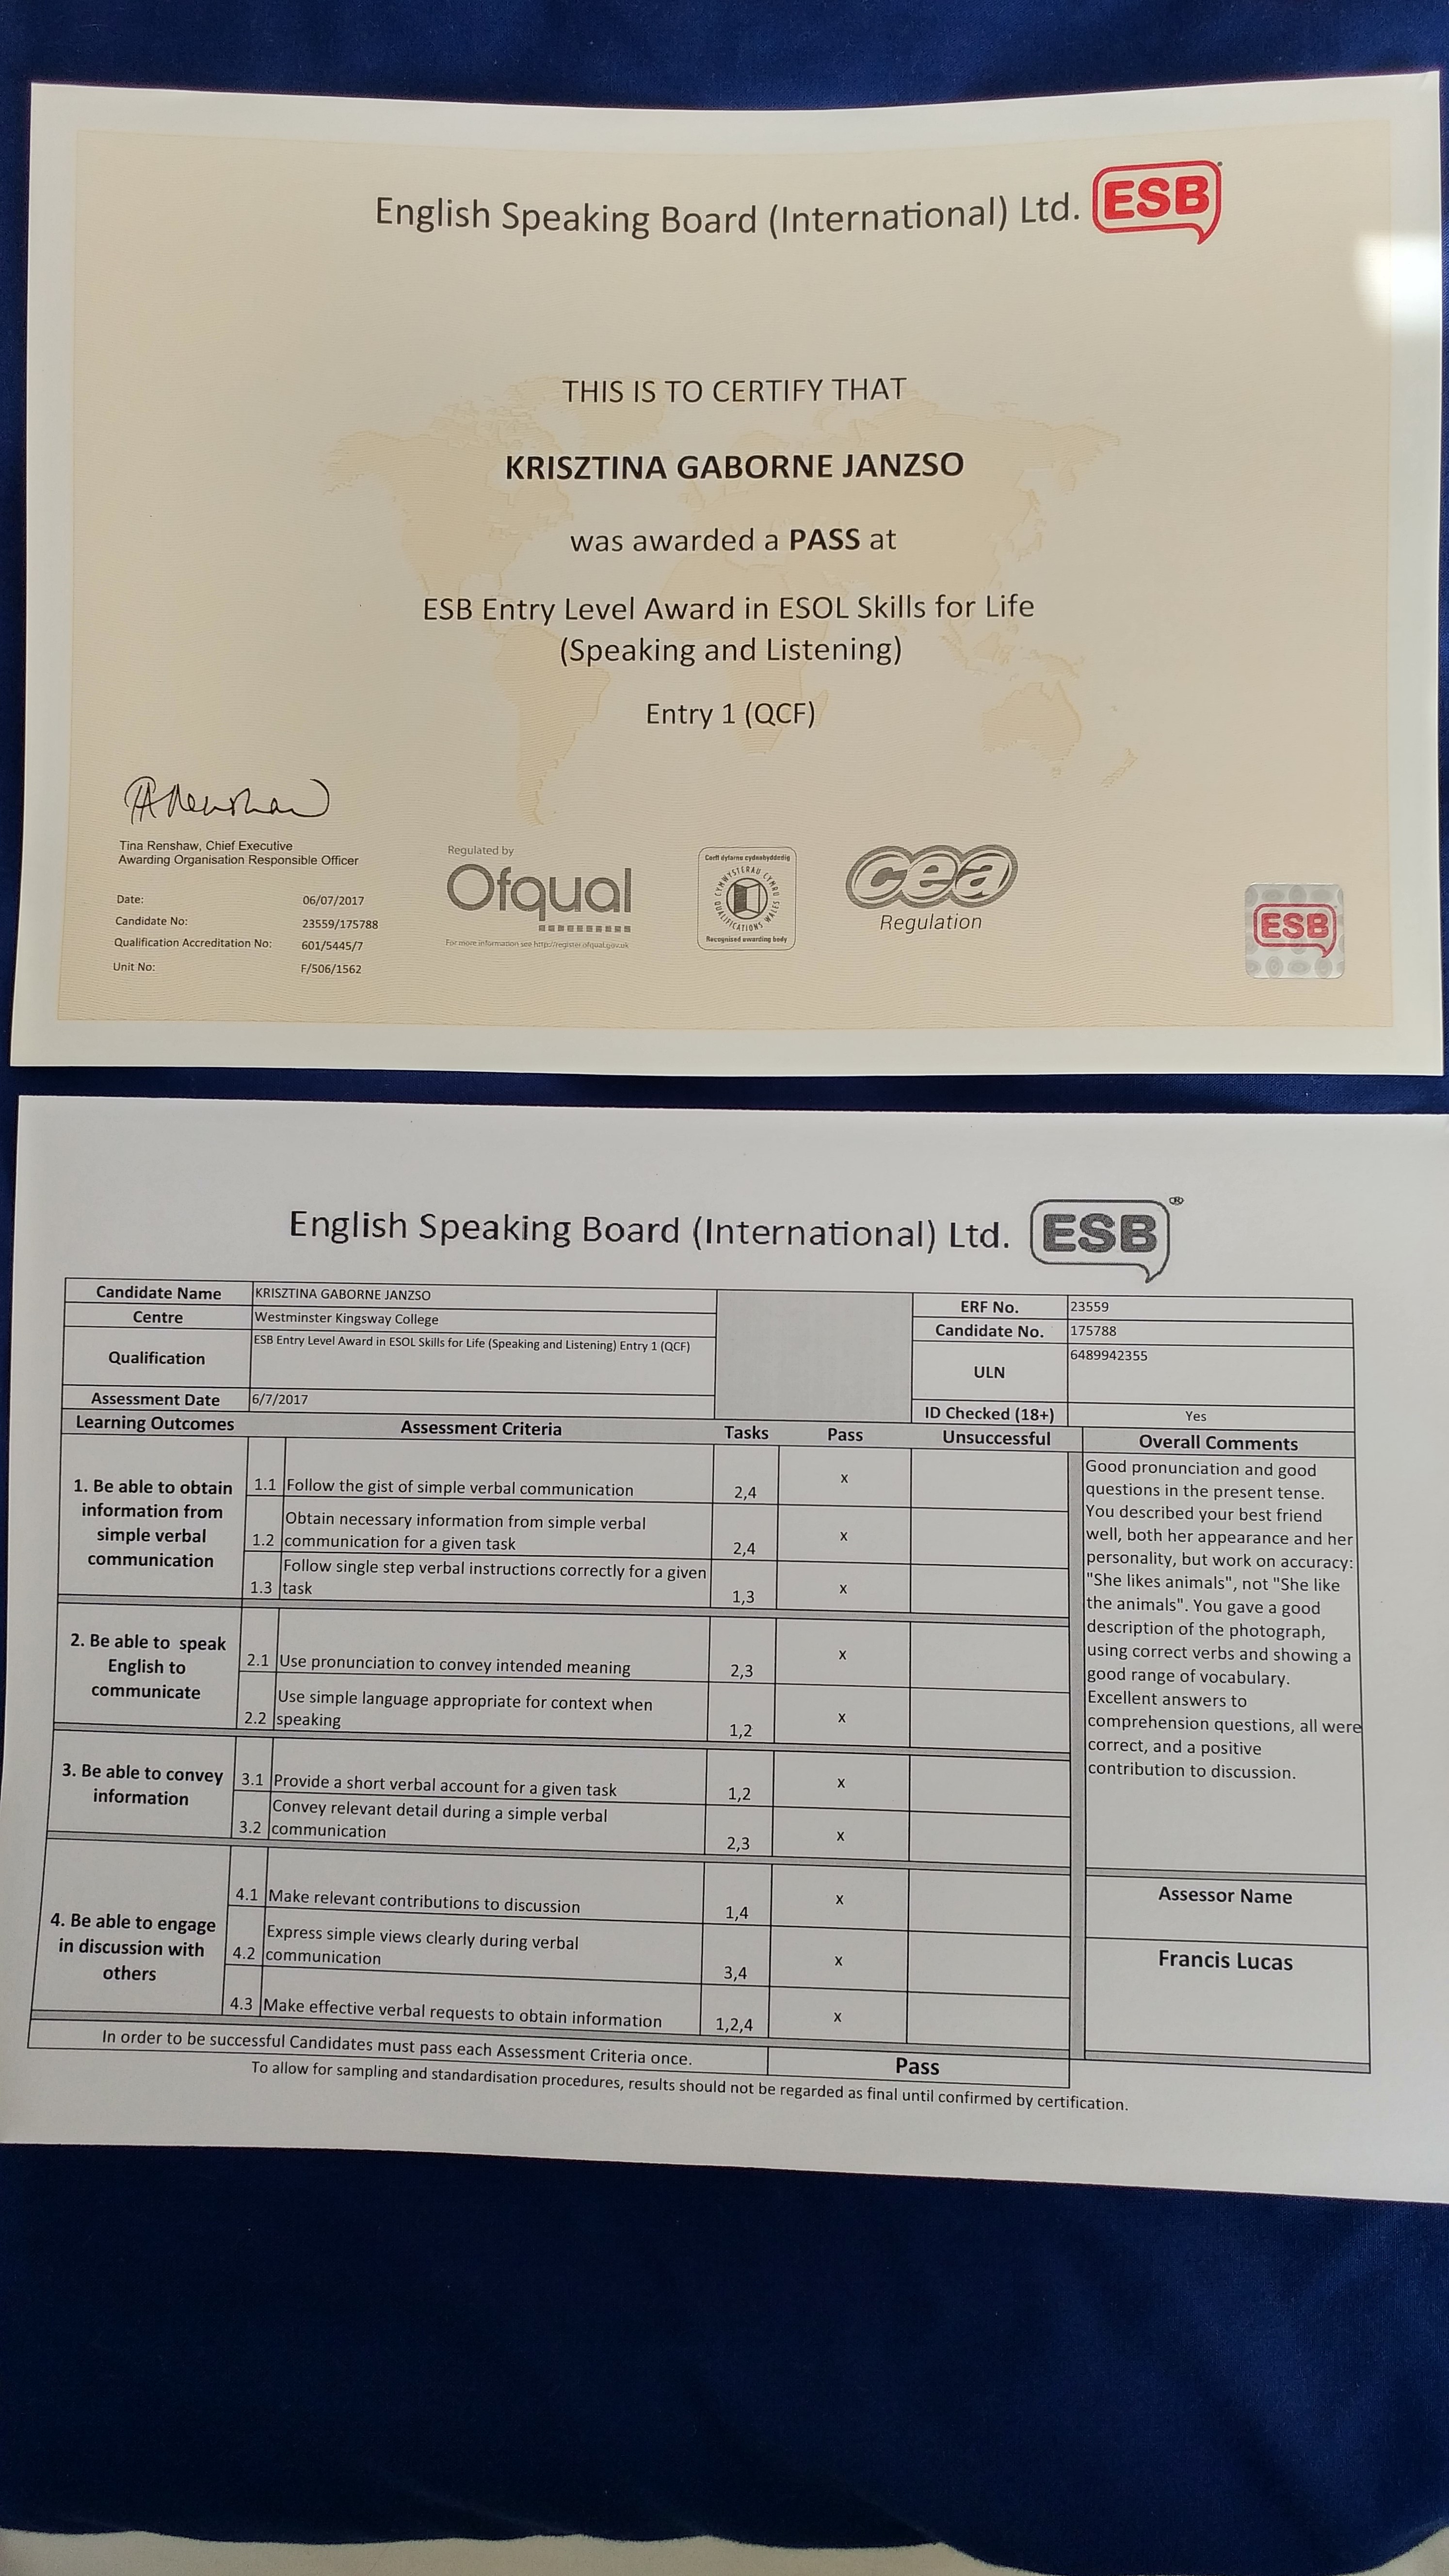 English Speaking Board (International) Ltd. ESB
THIS IS TO CERTIFY THAT
KRISZTINA GABORNE JANZSO
was awarded a PASS at
ESB Entry Level Award in ESOL Skills for Life
(Speaking and Listening)
Entry 1 (QCF)
Tina Renshaw, Chief Executive
Awarding Organisation Responsible Officer
Date: 06/07/2017
Candidate No: 23559/175788
Qualification Accreditation No: 601/5445/7
Unit No: F/506/1562
Regulated by
Ofqual
For more information see http://register.ofqual.gov.uk
Corff dyfarnu cydnabyddedig
CYMWYSTERAU CYMRU
QUALIFICATIONS WALES
Recognised awarding body
cea
Regulation
ESB
English Speaking Board (International) Ltd. ESB®
Candidate Name KRISZTINA GABORNE JANZSO
Centre Westminster Kingsway College
Qualification ESB Entry Level Award in ESOL Skills for Life (Speaking and Listening) Entry 1 (QCF)
Assessment Date 6/7/2017
ERF No. 23559
Candidate No. 175788
ULN 6489942355
ID Checked (18+) Yes
Learning Outcomes Assessment Criteria Tasks Pass Unsuccessful Overall Comments
1. Be able to obtain
information from
simple verbal
communication
1.1 Follow the gist of simple verbal communication 2,4 x
1.2 Obtain necessary information from simple verbal
communication for a given task 2,4 x
1.3 Follow single step verbal instructions correctly for a given
task 1,3 x
2. Be able to speak
English to
communicate
2.1 Use pronunciation to convey intended meaning 2,3 x
2.2 Use simple language appropriate for context when
speaking 1,2 x
3. Be able to convey
information
3.1 Provide a short verbal account for a given task 1,2 x
3.2 Convey relevant detail during a simple verbal
communication 2,3 x
4. Be able to engage
in discussion with
others
4.1 Make relevant contributions to discussion 1,4 x
4.2 Express simple views clearly during verbal
communication 3,4 x
4.3 Make effective verbal requests to obtain information 1,2,4 x
Good pronunciation and good
questions in the present tense.
You described your best friend
well, both her appearance and her
personality, but work on accuracy:
"She likes animals", not "She like
the animals". You gave a good
description of the photograph,
using correct verbs and showing a
good range of vocabulary.
Excellent answers to
comprehension questions, all were
correct, and a positive
contribution to discussion.
Assessor Name
Francis Lucas
In order to be successful Candidates must pass each Assessment Criteria once. Pass
To allow for sampling and standardisation procedures, results should not be regarded as final until confirmed by certification.